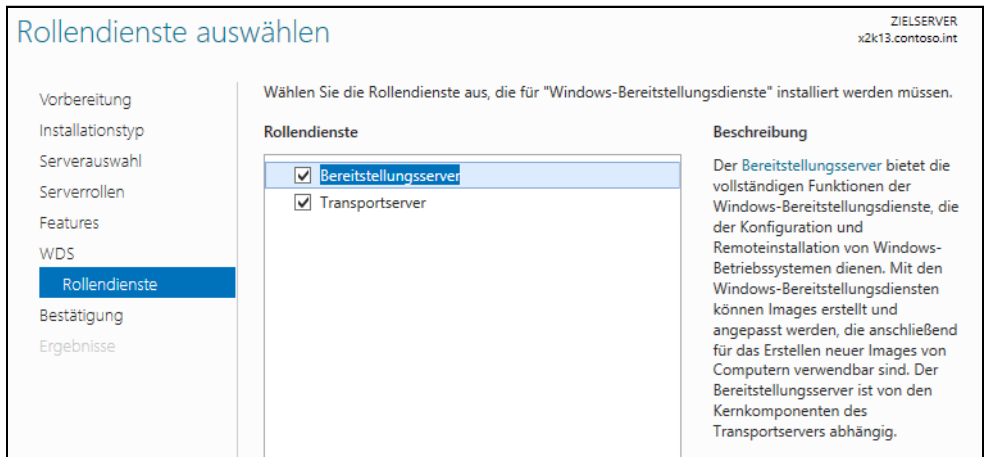 Rollendienste auswählen
ZIELSERVER
x2k13.contoso.int
Vorbereitung
Installationstyp
Serverauswahl
Serverrollen
Features
WDS
Rollendienste
Bestätigung
Ergebnisse
Wählen Sie die Rollendienste aus, die für "Windows-Bereitstellungsdienste" installiert werden müssen.
Rollendienste
Bereitstellungsserver
Transportserver
Beschreibung
Der Bereitstellungsserver bietet die
vollständigen Funktionen der
Windows-Bereitstellungsdienste, die
der Konfiguration und
Remoteinstallation von Windows-
Betriebssystemen dienen. Mit den
Windows-Bereitstellungsdiensten
können Images erstellt und
angepasst werden, die anschließend
für das Erstellen neuer Images von
Computern verwendbar sind. Der
Bereitstellungsserver ist von den
Kernkomponenten des
Transportservers abhängig.